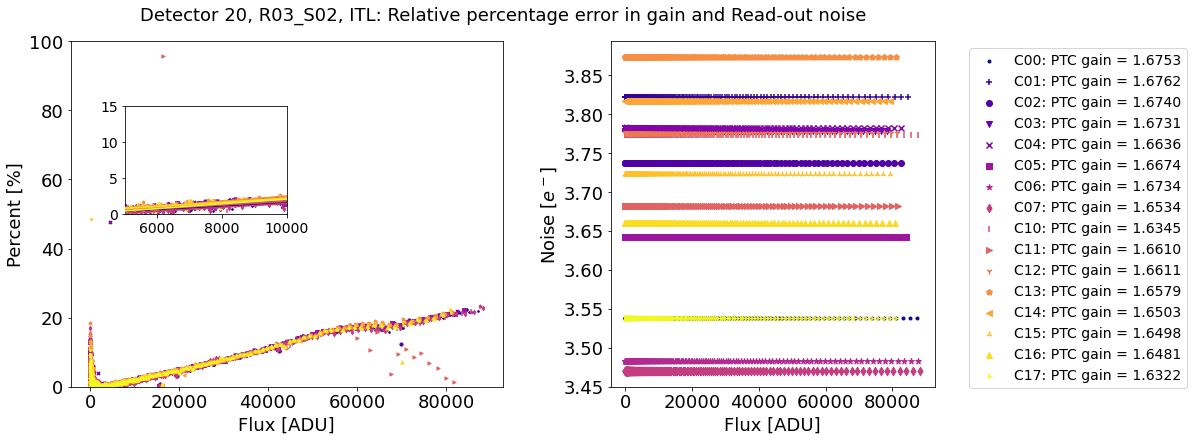 Detector 20, R03_S02, ITL: Relative percentage error in gain and Read-out noise
Percent [%]
100
80
60
40
20
0
15
10
5
0
6000 8000 10000
0 20000 40000 60000 80000
Flux [ADU]
Noise [e⁻]
3.85
3.80
3.75
3.70
3.65
3.60
3.55
3.50
3.45
0 20000 40000 60000 80000
Flux [ADU]
C00: PTC gain = 1.6753
C01: PTC gain = 1.6762
C02: PTC gain = 1.6740
C03: PTC gain = 1.6731
C04: PTC gain = 1.6636
C05: PTC gain = 1.6674
C06: PTC gain = 1.6734
C07: PTC gain = 1.6534
C10: PTC gain = 1.6345
C11: PTC gain = 1.6610
C12: PTC gain = 1.6611
C13: PTC gain = 1.6579
C14: PTC gain = 1.6503
C15: PTC gain = 1.6498
C16: PTC gain = 1.6481
C17: PTC gain = 1.6322